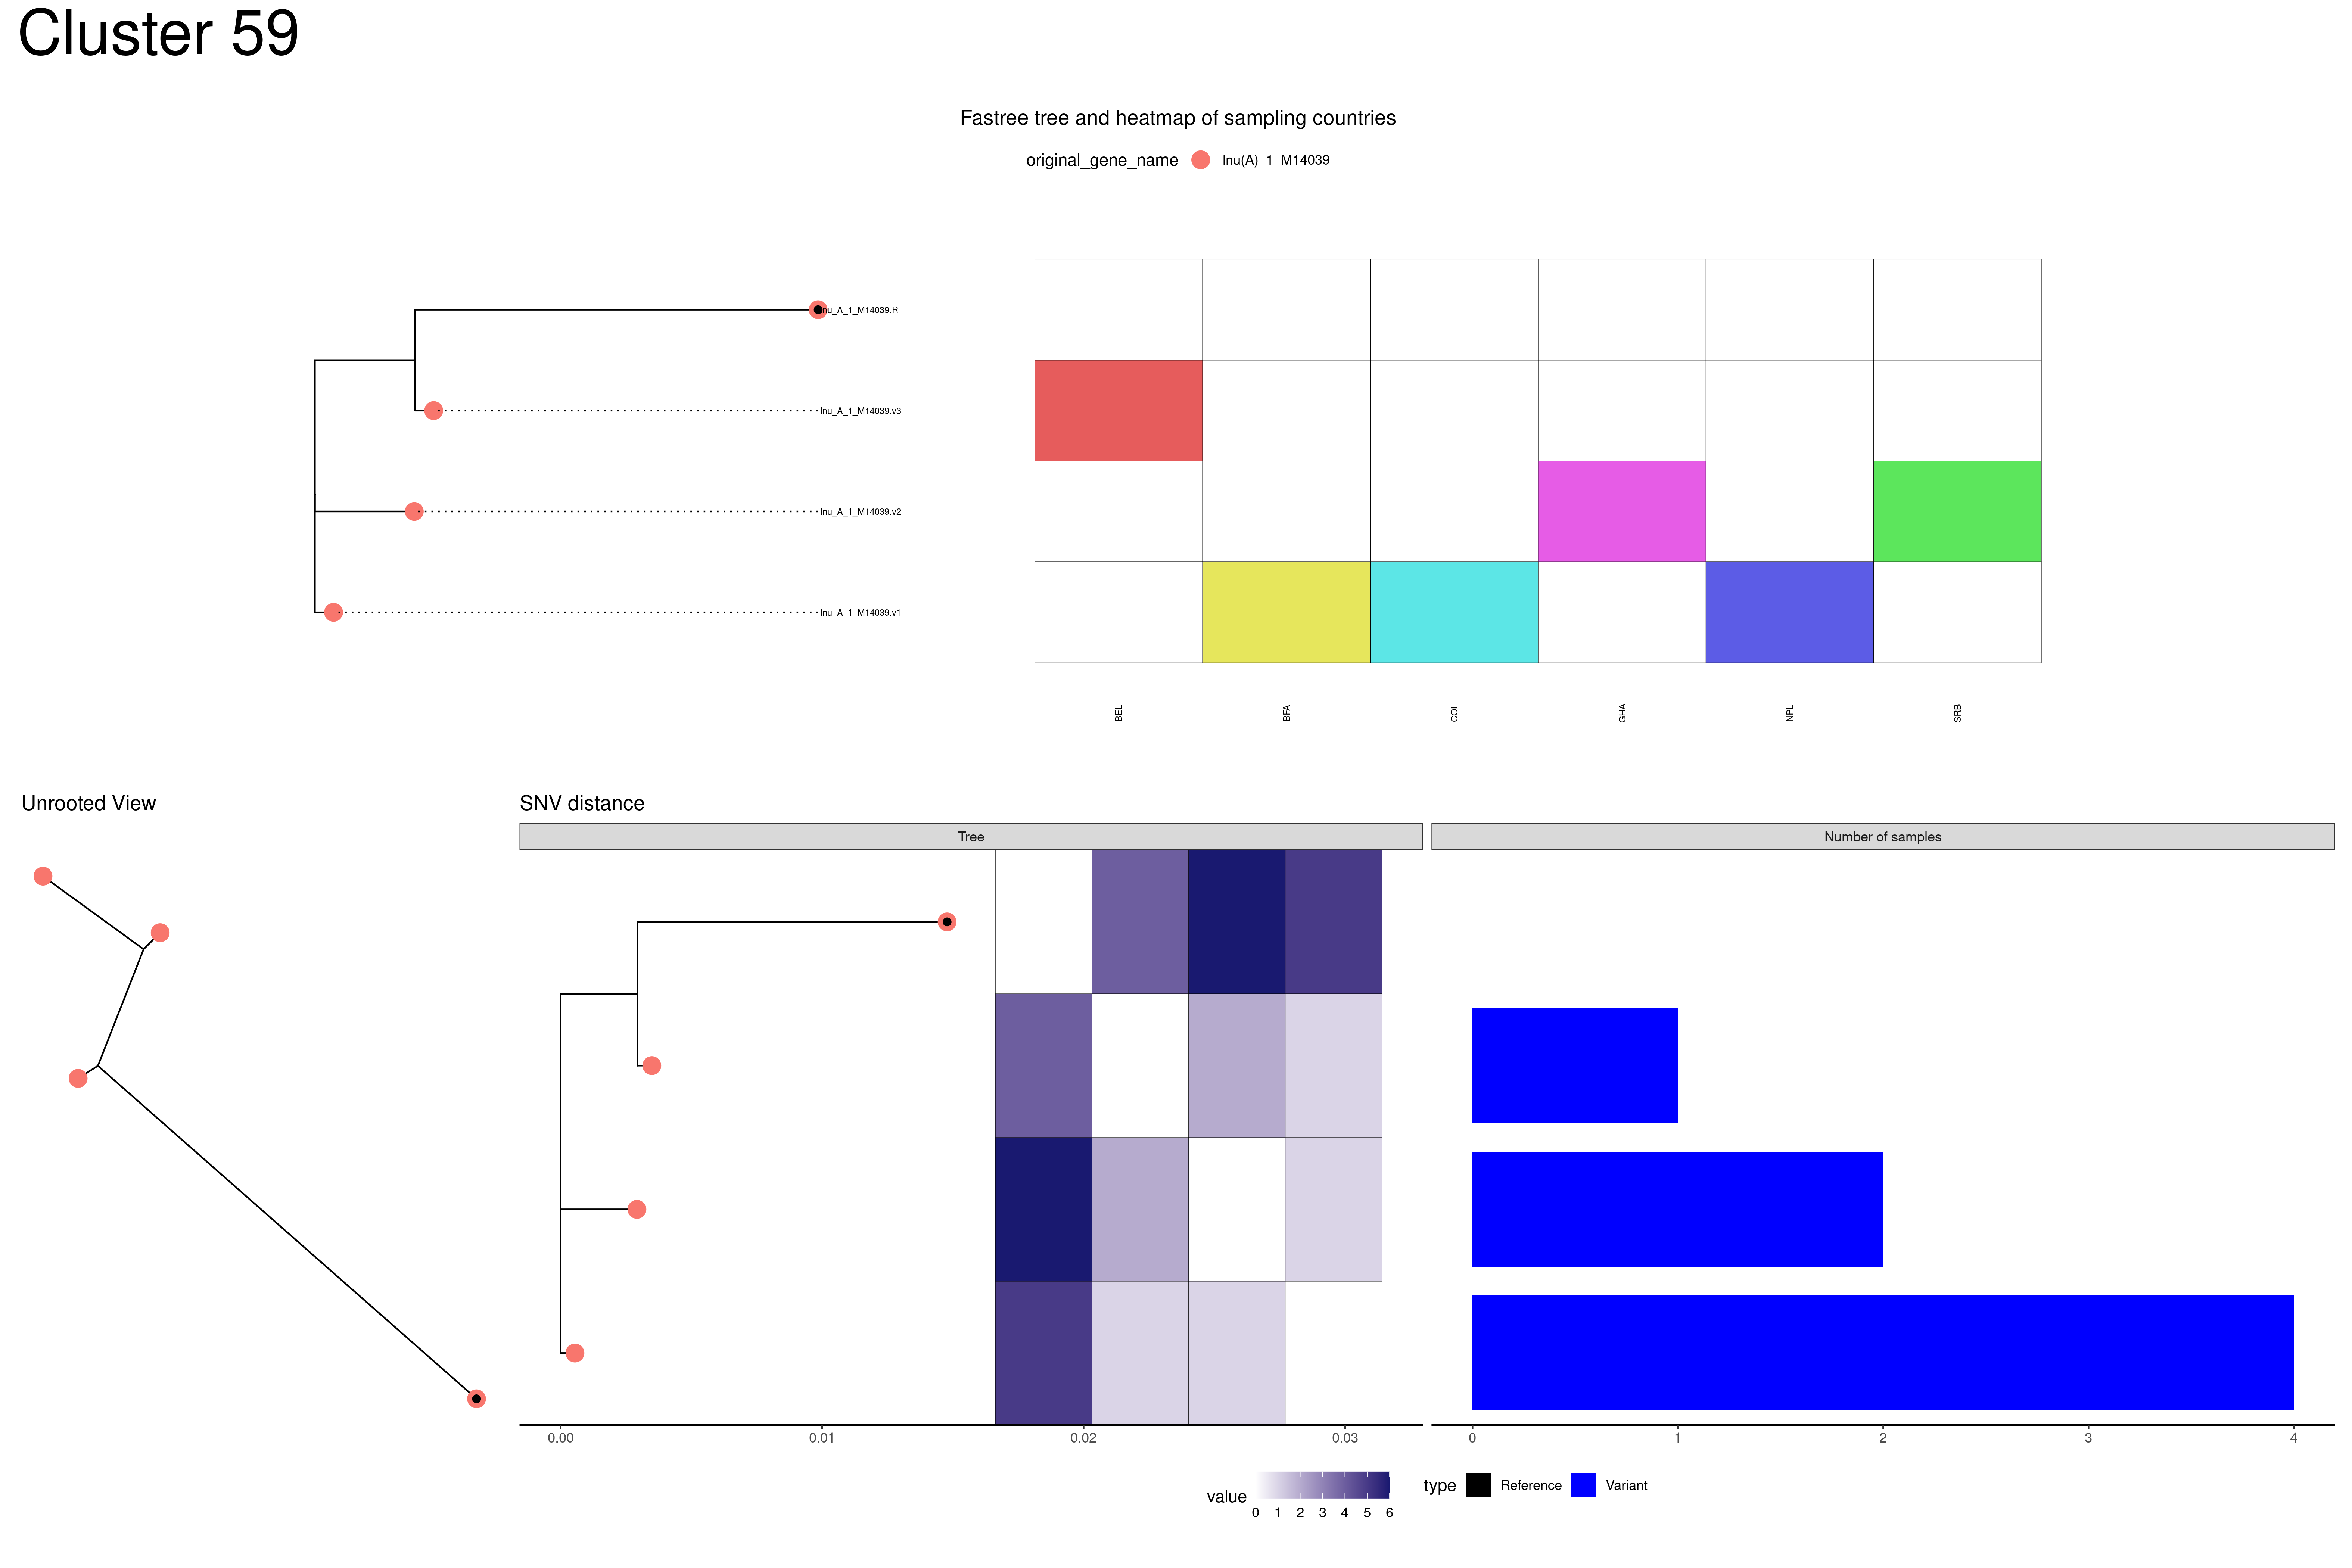 Cluster 59
Fastree tree and heatmap of sampling countries
original_gene_name lnu(A)_1_M14039
lnu_A_1_M14039.R
lnu_A_1_M14039.v3
lnu_A_1_M14039.v2
lnu_A_1_M14039.v1
BEL BFA COL GHA NPL SRB
Unrooted View
SNV distance
Tree Number of samples
0.00 0.01 0.02 0.03 0 1 2 3 4
value 0 1 2 3 4 5 6
type Reference Variant